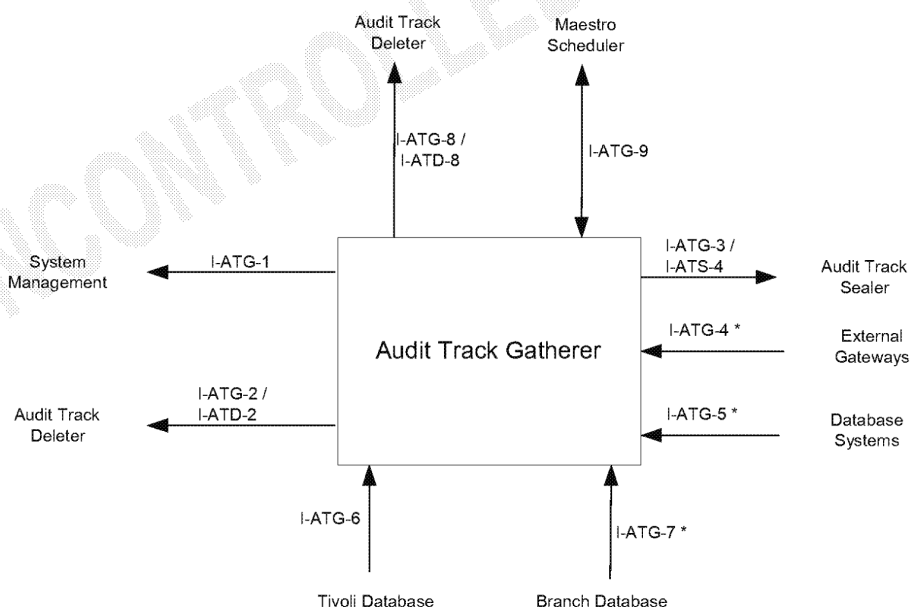 Audit Track
Deleter
Maestro
Scheduler
I-ATG-8 /
I-ATD-8
I-ATG-9
System
Management
I-ATG-1
I-ATG-3 /
I-ATS-4
Audit Track
Sealer
Audit Track Gatherer
I-ATG-4 *
External
Gateways
Audit Track
Deleter
I-ATG-2 /
I-ATD-2
I-ATG-5 *
Database
Systems
I-ATG-6
I-ATG-7 *
Tivoli Database
Branch Database
NCONTROLLE